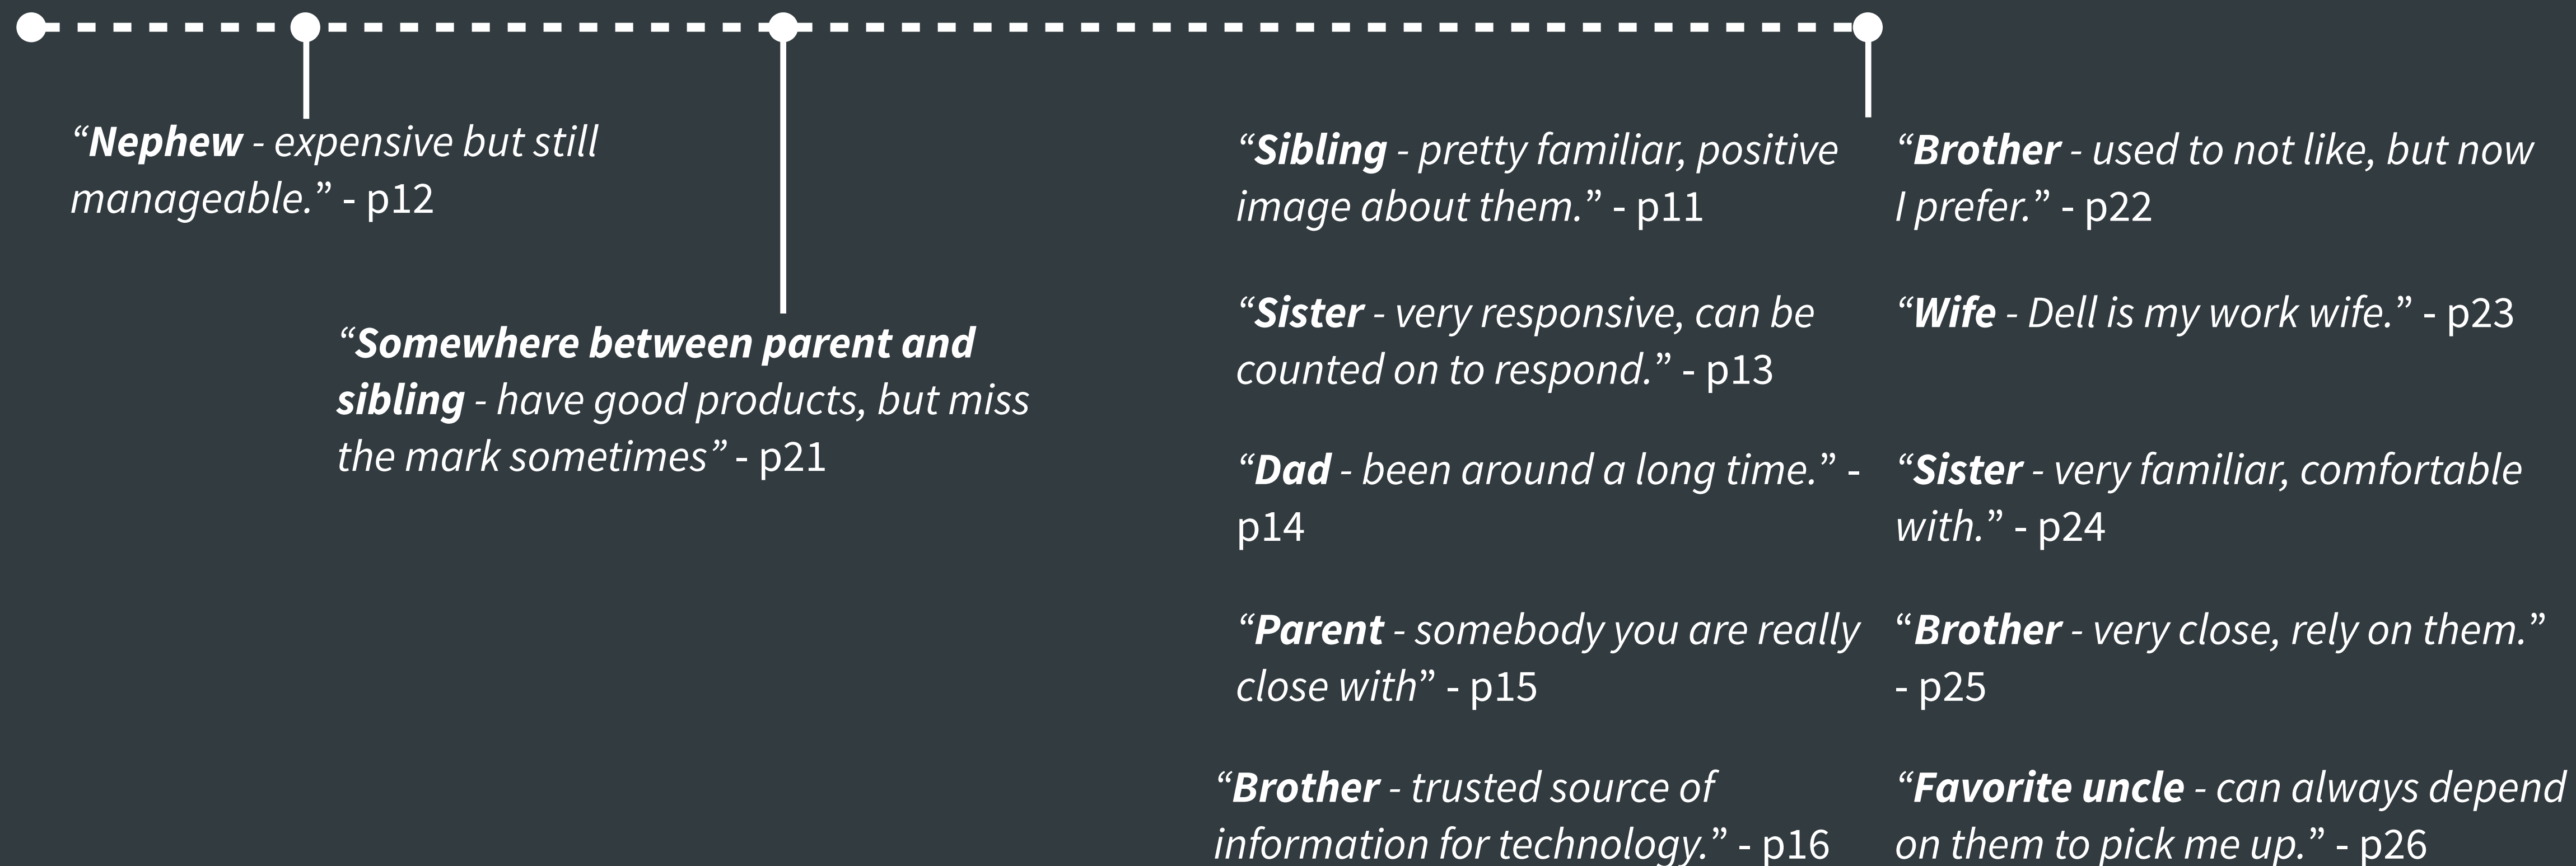 “Nephew - expensive but still
manageable.” - p12
“Somewhere between parent and
sibling - have good products, but miss
the mark sometimes” - p21
“Sibling - pretty familiar, positive
image about them.” - p11
“Sister - very responsive, can be
counted on to respond.” - p13
“Dad - been around a long time.” -
p14
“Parent - somebody you are really
close with” - p15
“Brother - trusted source of
information for technology.” - p16
“Brother - used to not like, but now
I prefer.” - p22
“Wife - Dell is my work wife.” - p23
“Sister - very familiar, comfortable
with.” - p24
“Brother - very close, rely on them.”
- p25
“Favorite uncle - can always depend
on them to pick me up.” - p26